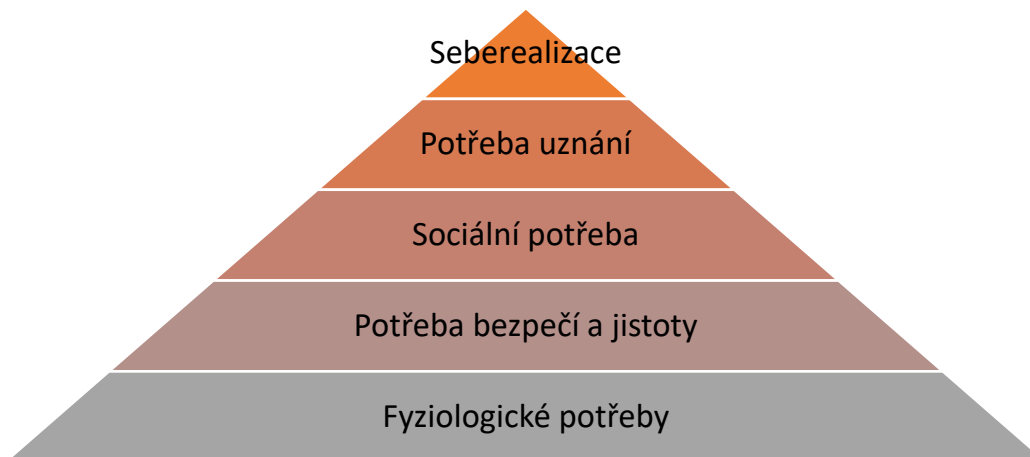 Seberealizace
Potřeba uznání
Sociální potřeba
Potřeba bezpečí a jistoty
Fyziologické potřeby